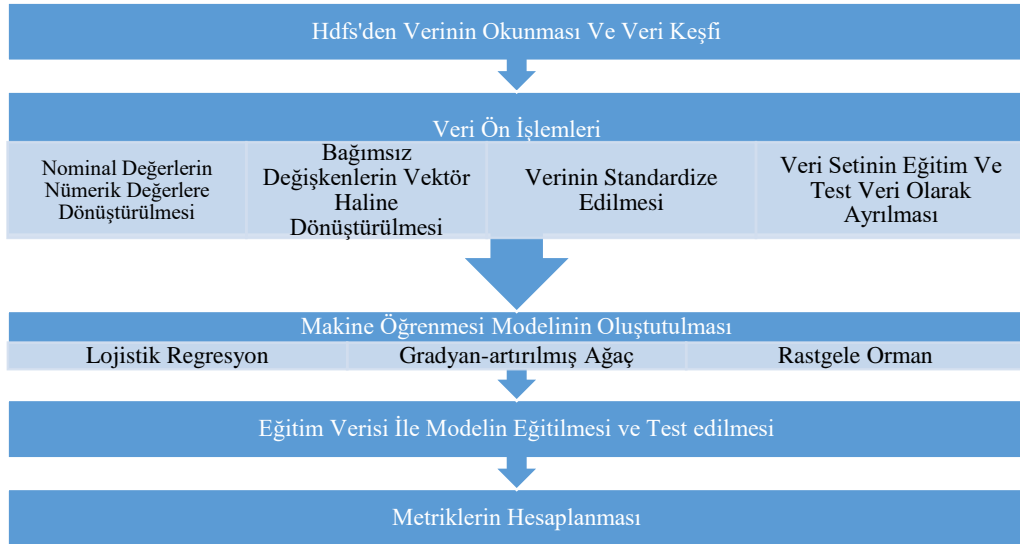 Hdfs'den Verinin Okunması Ve Veri Keşfi
Veri Ön İşlemleri
Nominal Değerlerin
Nümerik Değerlere
Dönüştürülmesi
Bağımsız
Değişkenlerin Vektör
Haline
Dönüştürülmesi
Verinin Standardize
Edilmesi
Veri Setinin Eğitim Ve
Test Veri Olarak
Ayrılması
Makine Öğrenmesi Modelinin Oluştutulması
Lojistik Regresyon
Gradyan-artırılmış Ağaç
Rastgele Orman
Eğitim Verisi İle Modelin Eğitilmesi ve Test edilmesi
Metriklerin Hesaplanması